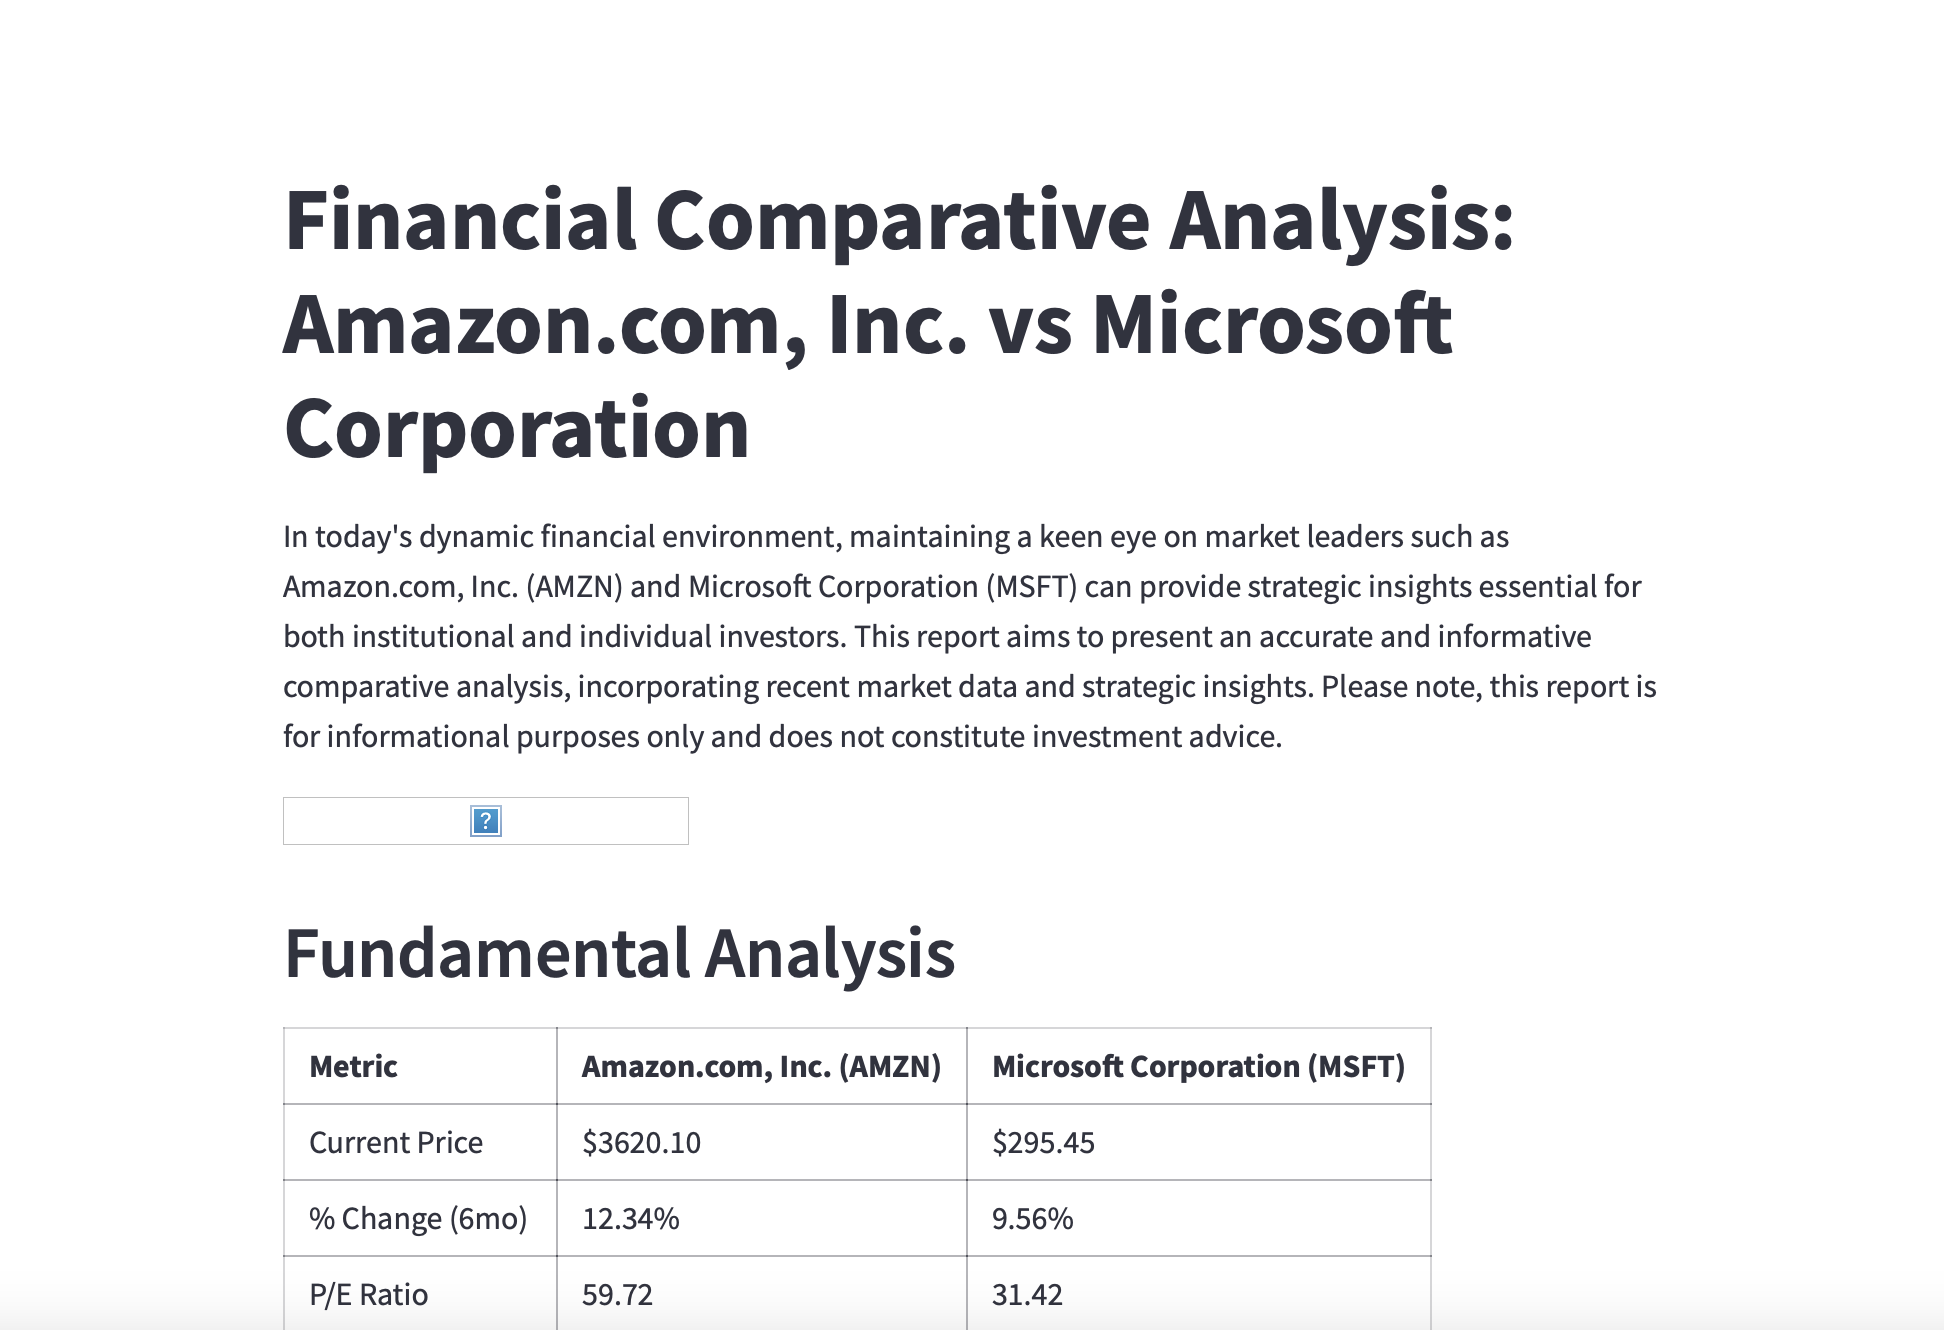 Financial Comparative Analysis:
Amazon.com, Inc. vs Microsoft
Corporation
In today's dynamic financial environment, maintaining a keen eye on market leaders such as
Amazon.com, Inc. (AMZN) and Microsoft Corporation (MSFT) can provide strategic insights essential for
both institutional and individual investors. This report aims to present an accurate and informative
comparative analysis, incorporating recent market data and strategic insights. Please note, this report is
for informational purposes only and does not constitute investment advice.
?
Fundamental Analysis
Metric Amazon.com, Inc. (AMZN) Microsoft Corporation (MSFT)
Current Price $3620.10 $295.45
% Change (6mo) 12.34% 9.56%
P/E Ratio 59.72 31.42